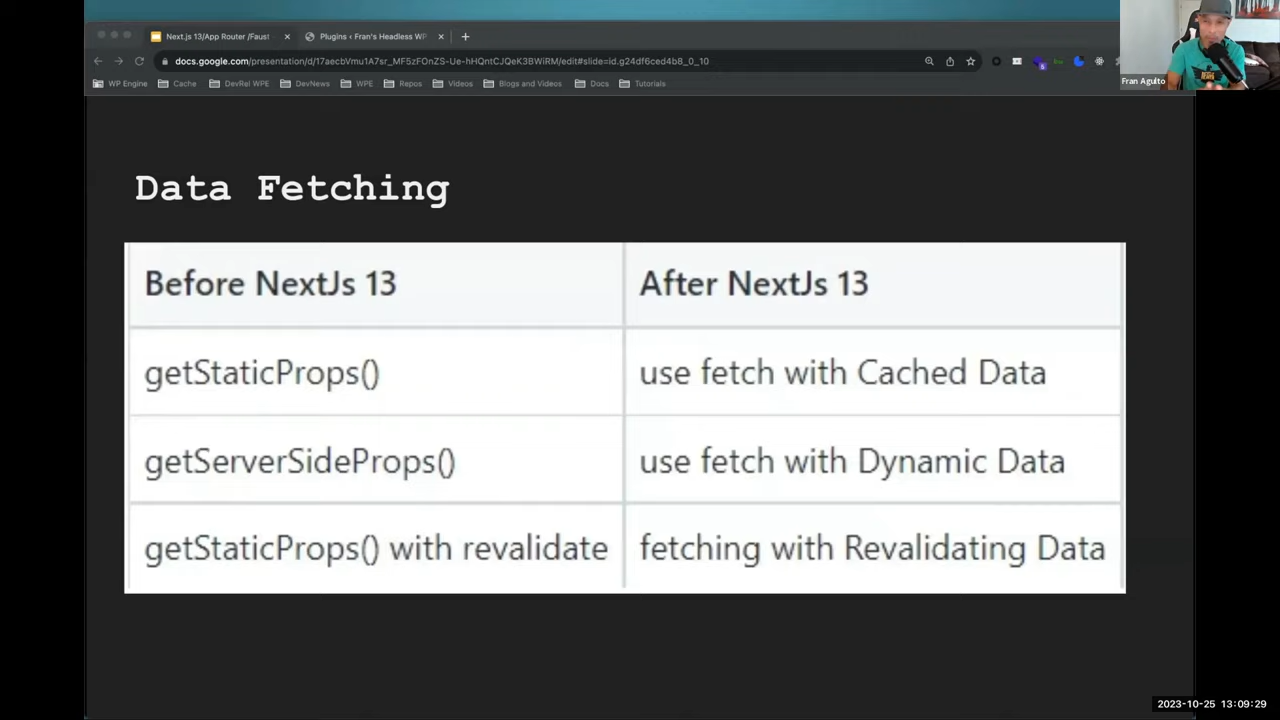 Next.js 13/App Router /Faust
Plugins ‹ Fran's Headless WP
docs.google.com/presentation/d/17aecbVmu1A7sr_MF5zFOnZS-Ue-hHQntCJQeK3BWiRM/edit#slide=id.g24df6ced4b8_0_10
WP Engine
Cache
DevRel WPE
DevNews
WPE
Repos
Videos
Blogs and Videos
Docs
Tutorials
Fran Agulto
Data Fetching
Before NextJs 13
After NextJs 13
getStaticProps()
use fetch with Cached Data
getServerSideProps()
use fetch with Dynamic Data
getStaticProps() with revalidate
fetching with Revalidating Data
2023-10-25 13:09:29